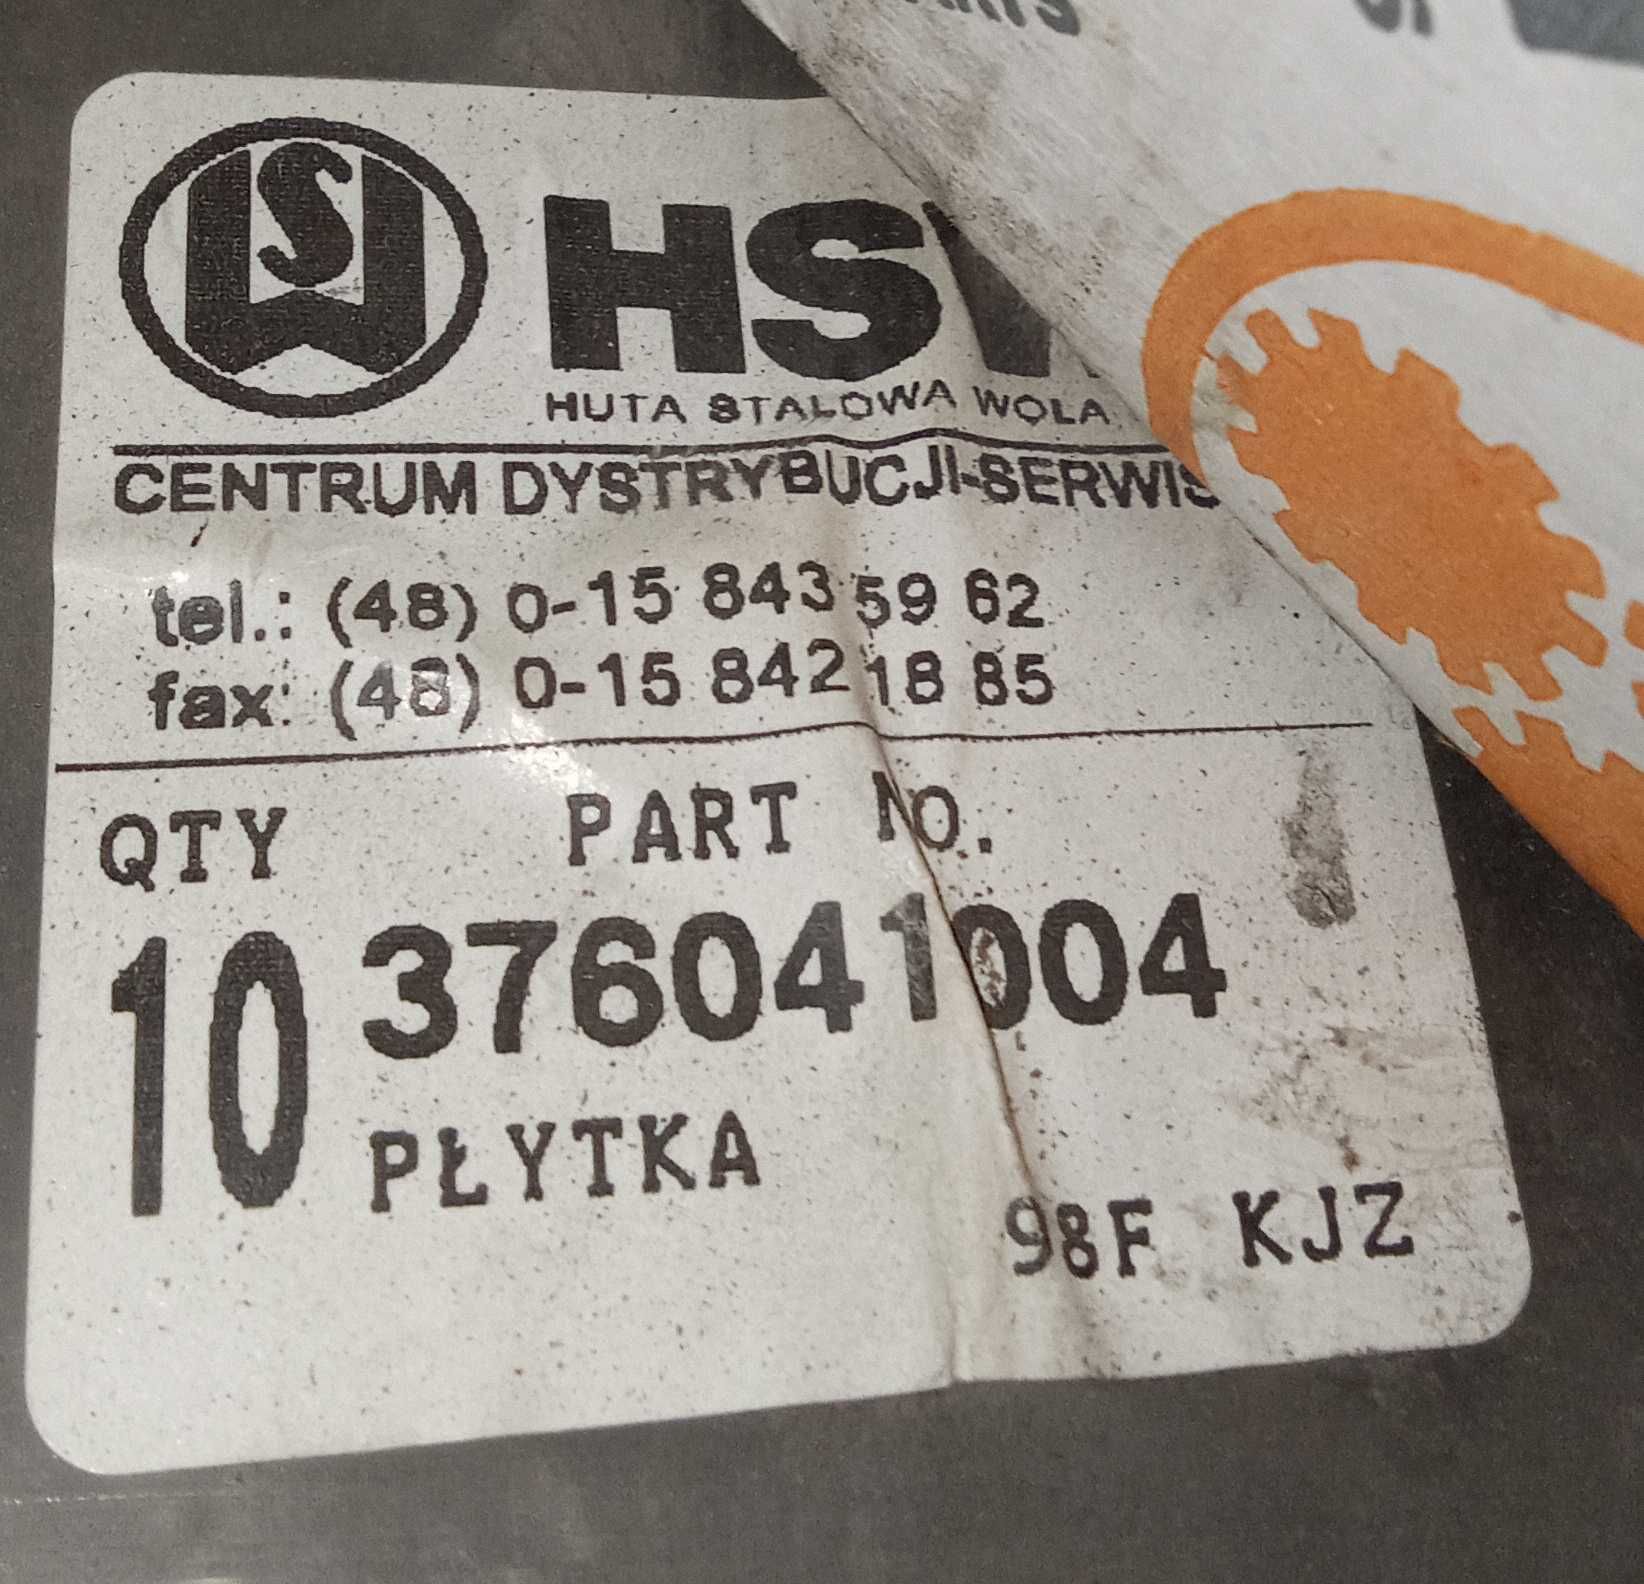 HSW
HUTA STALOWA WOLA
CENTRUM DYSTRYBUCJI-SERWIS
tel.: (48) 0-15 843 59 62
fax: (48) 0-15 842 18 85
QTY PART No.
10 376041004
PŁYTKA
98F KJZ